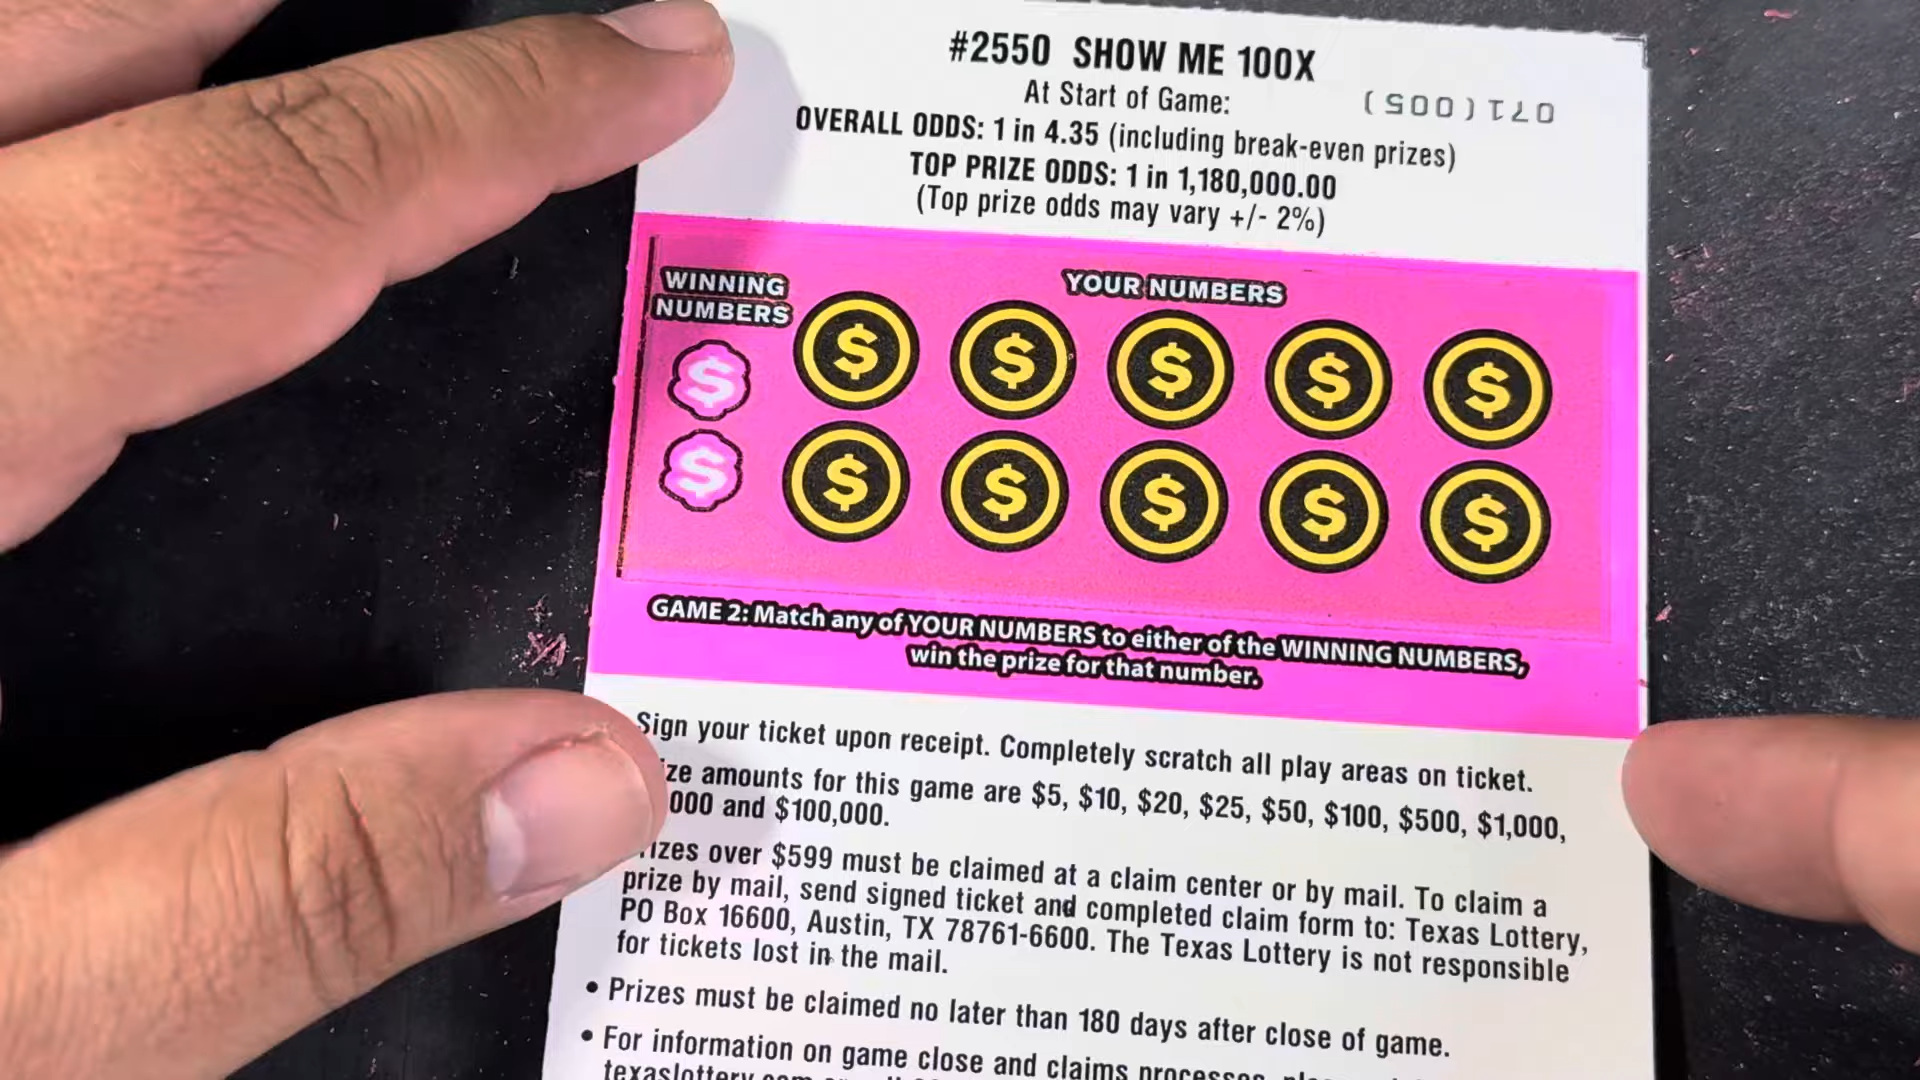 #2550 SHOW ME 100X
At Start of Game:
071(005)
OVERALL ODDS: 1 in 4.35 (including break-even prizes)
TOP PRIZE ODDS: 1 in 1,180,000.00
(Top prize odds may vary +/- 2%)
WINNING
NUMBERS
YOUR NUMBERS
$ $ $ $ $
$
$ $ $ $ $
$
GAME 2: Match any of YOUR NUMBERS to either of the WINNING NUMBERS,
win the prize for that number.
Sign your ticket upon receipt. Completely scratch all play areas on ticket.
ze amounts for this game are $5, $10, $20, $25, $50, $100, $500, $1,000,
000 and $100,000.
rizes over $599 must be claimed at a claim center or by mail. To claim a
prize by mail, send signed ticket and completed claim form to: Texas Lottery,
PO Box 16600, Austin, TX 78761-6600. The Texas Lottery is not responsible
for tickets lost in the mail.
• Prizes must be claimed no later than 180 days after close of game.
• For information on game close and claims processes,
texaslottery.com